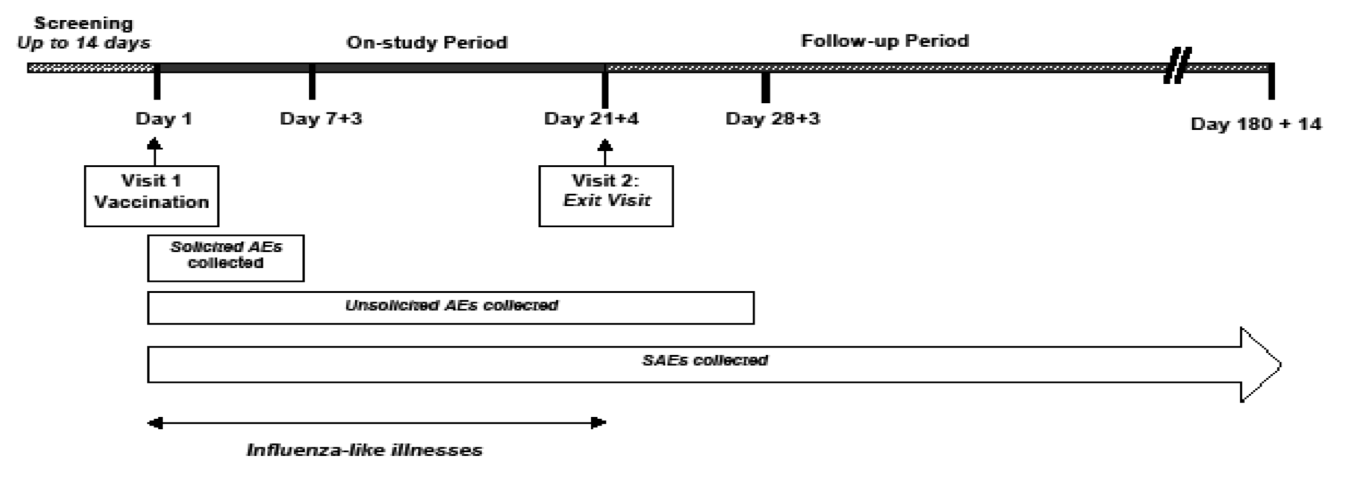 Screening
Up to 14 days
On-study Period
Follow-up Period
Day 1
Day 7+3
Day 21+4
Day 28+3
Day 180 + 14
Visit 1
Vaccination
Visit 2:
Exit Visit
Solicited AEs
collected
Unsolicited AEs collected
SAEs collected
Influenza-like illnesses